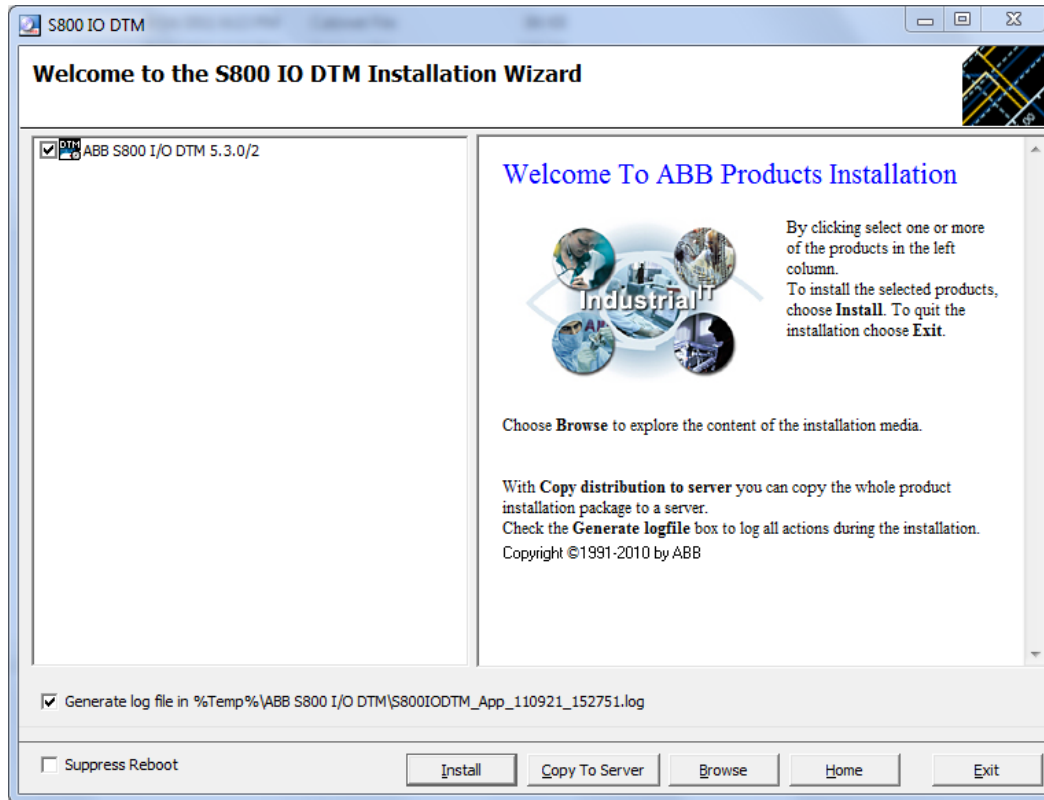 S800 IO DTM
Welcome to the S800 IO DTM Installation Wizard
DTM
ABB S800 I/O DTM 5.3.0/2
Welcome To ABB Products Installation
Industrial IT
By clicking select one or more
of the products in the left
column.
To install the selected products,
choose Install. To quit the
installation choose Exit.
Choose Browse to explore the content of the installation media.
With Copy distribution to server you can copy the whole product
installation package to a server.
Check the Generate logfile box to log all actions during the installation.
Copyright ©1991-2010 by ABB
Generate log file in %Temp%\ABB S800 I/O DTM\S800IODTM_App_110921_152751.log
Suppress Reboot
Install
Copy To Server
Browse
Home
Exit